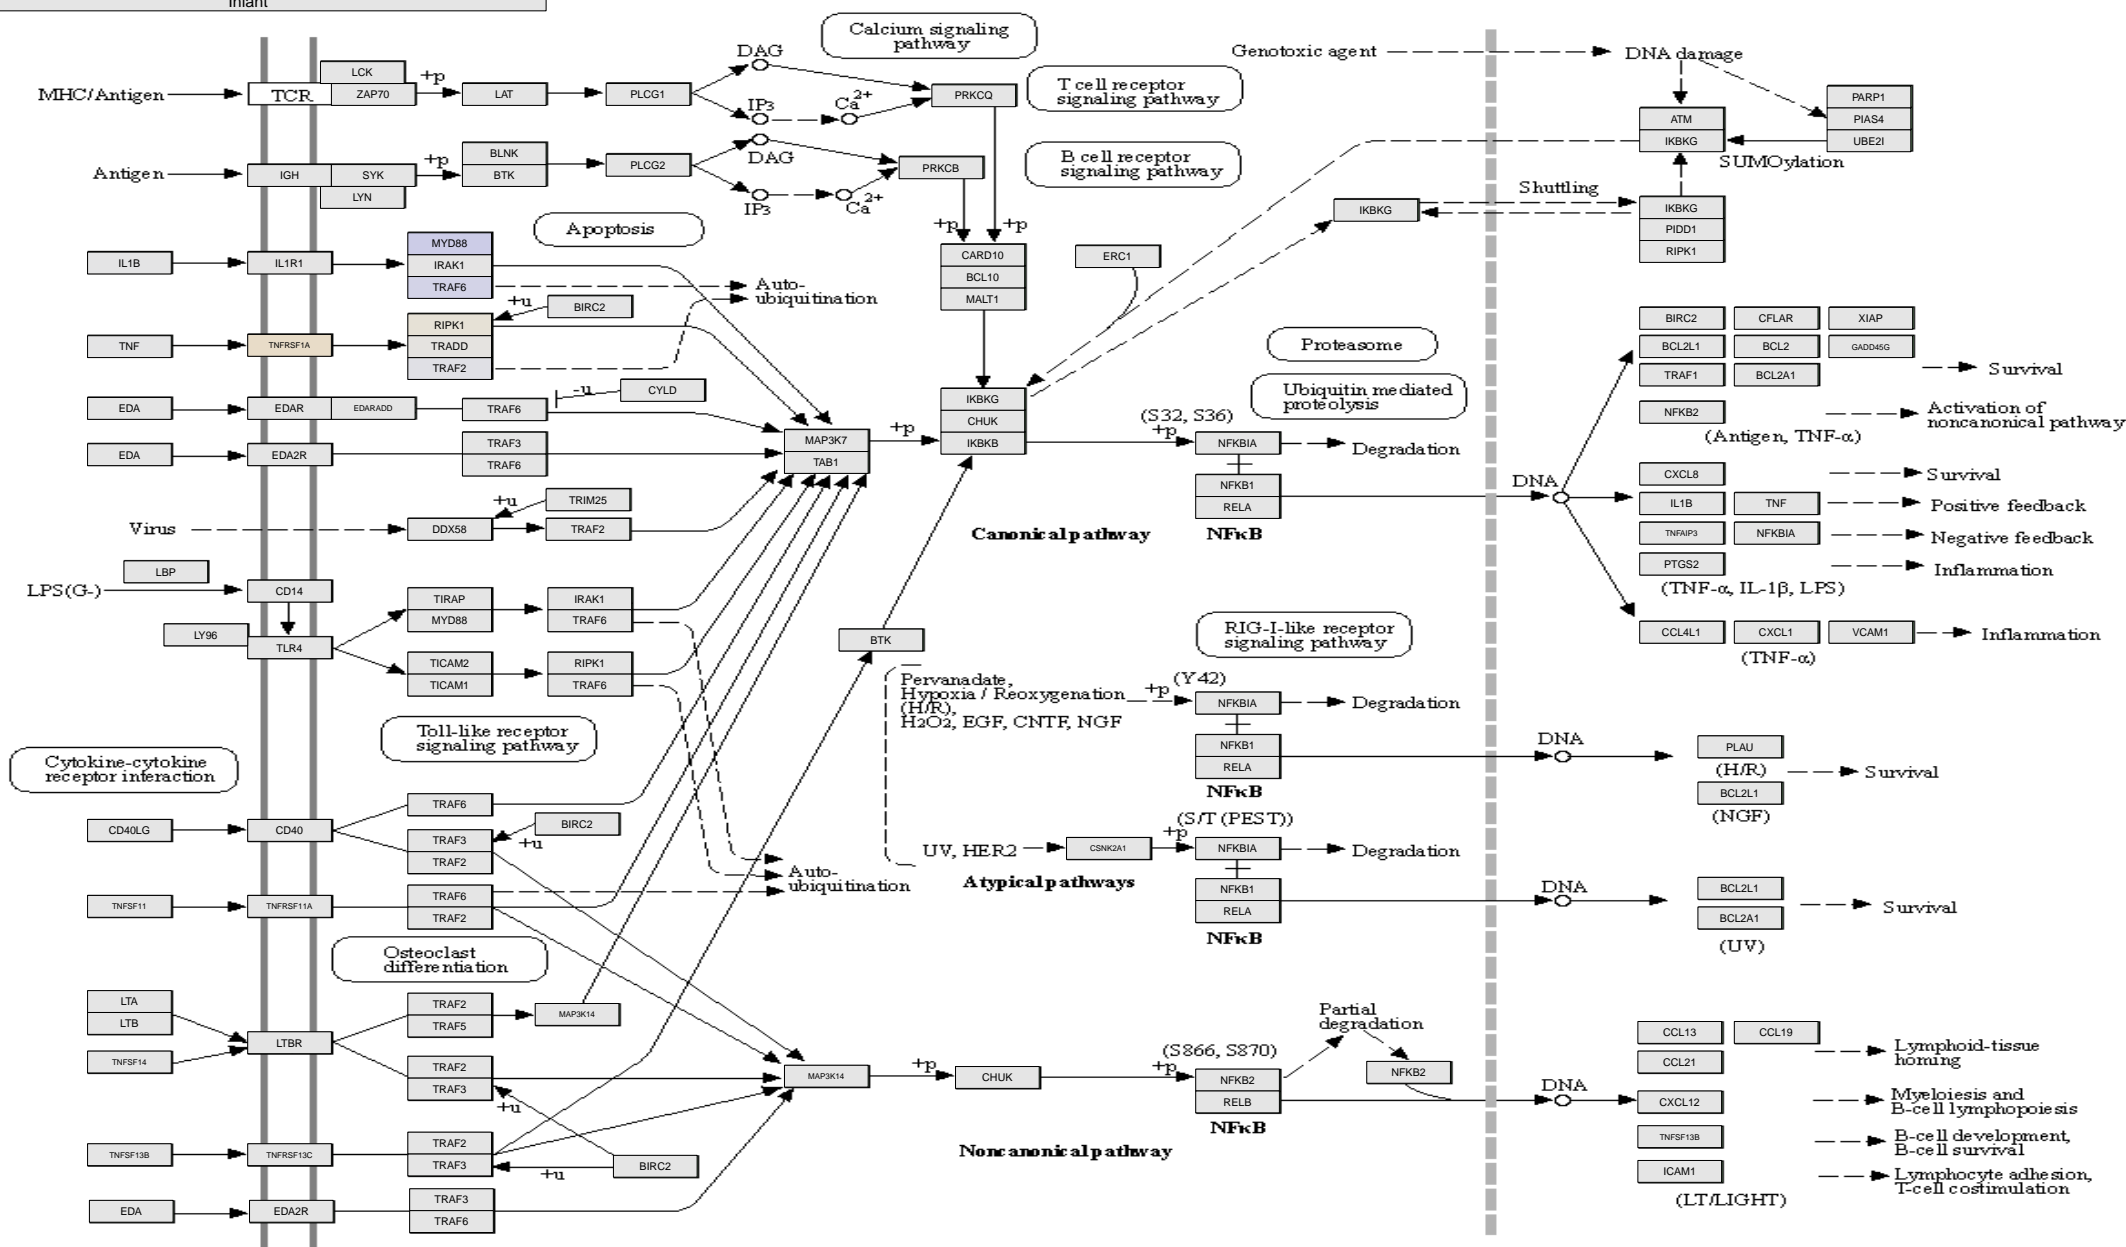 Infant
Calcium signaling
pathway
DAG
Genotoxic agent
DNA damage
LCK
+p
MHC/Antigen
TCR
ZAP70
LAT
PLCG1
PRKCQ
T cell receptor
signaling pathway
PARP1
IP3
Ca2+
ATM
PIAS4
IKBKG
UBE2I
SUMOylation
BLNK
+p
DAG
B cell receptor
signaling pathway
Antigen
IGH
SYK
BTK
PLCG2
PRKCB
LYN
IP3
Ca2+
Shuttling
IKBKG
IKBKG
PIDD1
RIPK1
Apoptosis
+p
+p
MYD88
CARD10
ERC1
IL1B
IL1R1
IRAK1
BCL10
TRAF6
MALT1
Auto-
ubiquitination
+u
BIRC2
RIPK1
BIRC2
CFLAR
XIAP
TNF
TNFRSF1A
TRADD
Proteasome
BCL2L1
BCL2
GADD45G
TRAF2
Survival
TRAF1
BCL2A1
-u
CYLD
Ubiquitin mediated
proteolysis
EDA
EDAR
EDARADD
TRAF6
IKBKG
NFKB2
Activation of
noncanonical pathway
CHUK
(S32, S36)
(Antigen, TNF-α)
+p
+p
EDA
EDA2R
TRAF3
TRAF6
MAP3K7
TAB1
IKBKB
NFKBIA
Degradation
CXCL8
Survival
+u
TRIM25
NFKB1
DNA
IL1B
TNF
Positive feedback
RELA
Virus
DDX58
TRAF2
Canonical pathway
NFκB
TNFAIP3
NFKBIA
Negative feedback
LBP
PTGS2
Inflammation
LPS(G-)
CD14
(TNF-α, IL-1β, LPS)
TIRAP
IRAK1
MYD88
TRAF6
LY96
TLR4
BTK
RIG-I-like receptor
signaling pathway
CCL4L1
CXCL1
VCAM1
Inflammation
(TNF-α)
TICAM2
RIPK1
TICAM1
TRAF6
Pervanadate,
Hypoxia / Reoxygenation
(H/R),
H2O2, EGF, CNTF, NGF
+p
(Y42)
NFKBIA
Degradation
Toll-like receptor
signaling pathway
NFKB1
DNA
PLAU
RELA
(H/R)
Survival
Cytokine-cytokine
receptor interaction
NFκB
BCL2L1
(NGF)
TRAF6
(S/T (PEST))
CD40LG
CD40
TRAF3
BIRC2
+u
+p
TRAF2
UV, HER2
CSNK2A1
NFKBIA
Degradation
Auto-
ubiquitination
Atypical pathways
TNFSF11
TNFRSF11A
TRAF6
NFKB1
DNA
BCL2L1
TRAF2
RELA
BCL2A1
Survival
NFκB
(UV)
Osteoclast
differentiation
LTA
TRAF2
Partial
degradation
LTB
TRAF5
MAP3K14
CCL13
CCL19
LTBR
(S866, S870)
CCL21
Lymphoid-tissue
homing
TNFSF14
TRAF2
TRAF3
MAP3K14
+p
CHUK
+p
NFKB2
NFKB2
DNA
+u
RELB
CXCL12
Myeloiesis and
B-cell lymphopoiesis
NFκB
TNFSF13B
B-cell development,
B-cell survival
TNFSF13B
TNFRSF13C
TRAF2
Noncanonical pathway
TRAF3
+u
BIRC2
ICAM1
Lymphocyte adhesion,
T-cell costimulation
(LT/LIGHT)
EDA
EDA2R
TRAF3
TRAF6